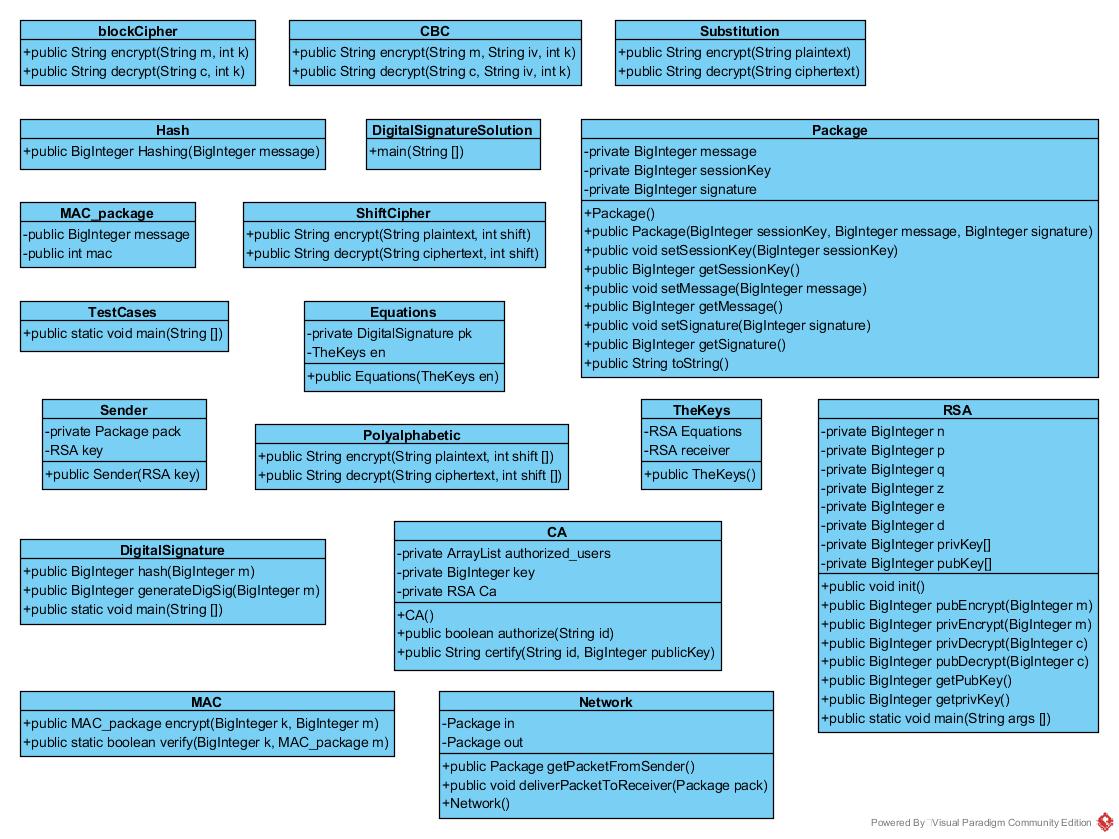 blockCipher
+public String encrypt(String m, int k)
+public String decrypt(String c, int k)
CBC
+public String encrypt(String m, String iv, int k)
+public String decrypt(String c, String iv, int k)
Substitution
+public String encrypt(String plaintext)
+public String decrypt(String ciphertext)
Hash
+public BigInteger Hashing(BigInteger message)
DigitalSignatureSolution
+main(String [])
Package
-private BigInteger message
-private BigInteger sessionKey
-private BigInteger signature
+Package()
+public Package(BigInteger sessionKey, BigInteger message, BigInteger signature)
+public void setSessionKey(BigInteger sessionKey)
+public BigInteger getSessionKey()
+public void setMessage(BigInteger message)
+public BigInteger getMessage()
+public void setSignature(BigInteger signature)
+public BigInteger getSignature()
+public String toString()
MAC_package
-public BigInteger message
-public int mac
ShiftCipher
+public String encrypt(String plaintext, int shift)
+public String decrypt(String ciphertext, int shift)
TestCases
+public static void main(String [])
Equations
-private DigitalSignature pk
-TheKeys en
+public Equations(TheKeys en)
Sender
-private Package pack
-RSA key
+public Sender(RSA key)
Polyalphabetic
+public String encrypt(String plaintext, int shift [])
+public String decrypt(String ciphertext, int shift [])
TheKeys
-RSA Equations
-RSA receiver
+public TheKeys()
RSA
-private BigInteger n
-private BigInteger p
-private BigInteger q
-private BigInteger z
-private BigInteger e
-private BigInteger d
-private BigInteger privKey[]
-private BigInteger pubKey[]
+public void init()
+public BigInteger pubEncrypt(BigInteger m)
+public BigInteger privEncrypt(BigInteger m)
+public BigInteger privDecrypt(BigInteger c)
+public BigInteger pubDecrypt(BigInteger c)
+public BigInteger getPubKey()
+public BigInteger getprivKey()
+public static void main(String args [])
DigitalSignature
+public BigInteger hash(BigInteger m)
+public BigInteger generateDigSig(BigInteger m)
+public static void main(String [])
CA
-private ArrayList authorized_users
-private BigInteger key
-private RSA Ca
+CA()
+public boolean authorize(String id)
+public String certify(String id, BigInteger publicKey)
MAC
+public MAC_package encrypt(BigInteger k, BigInteger m)
+public static boolean verify(BigInteger k, MAC_package m)
Network
-Package in
-Package out
+public Package getPacketFromSender()
+public void deliverPacketToReceiver(Package pack)
+Network()
Powered By Visual Paradigm Community Edition